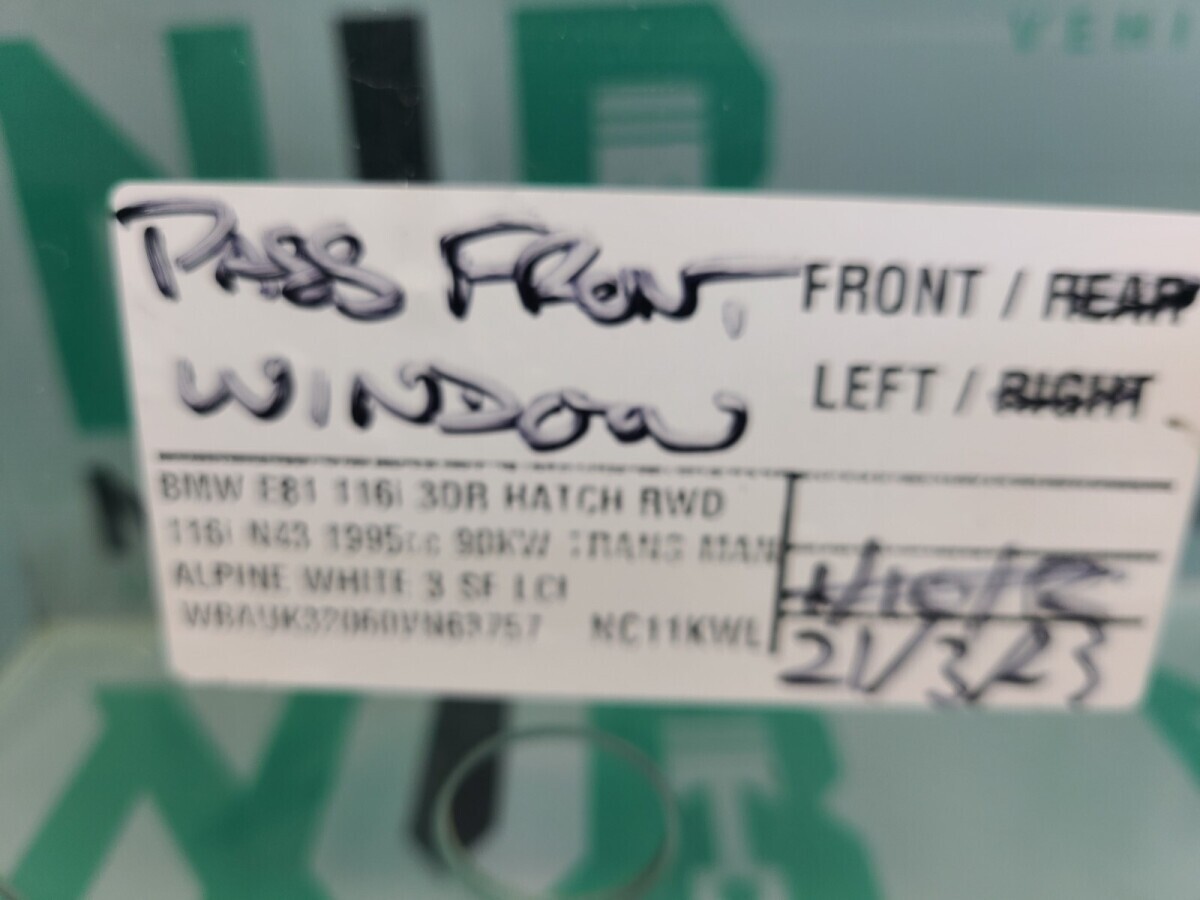 VEHI
PASS FRONT FRONT / REAR
WINDOW LEFT / RIGHT
BMW E81 116i 3DR HATCH RWD
116i N43 1995cc 90KW TRANS MAN
ALPINE WHITE 3 SF LCI
NC11KWL
21/3/23